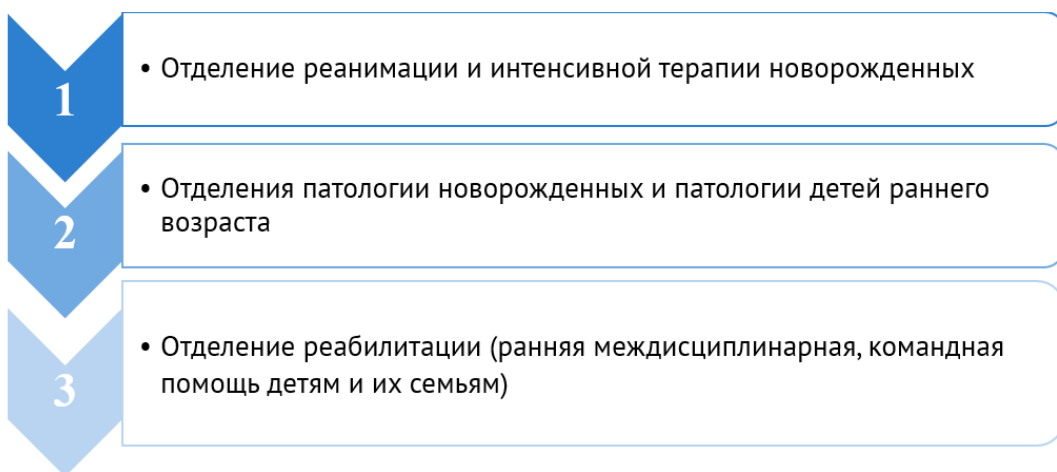 1
• Отделение реанимации и интенсивной терапии новорожденных
2
• Отделения патологии новорожденных и патологии детей раннего
возраста
3
• Отделение реабилитации (ранняя междисциплинарная, командная
помощь детям и их семьям)